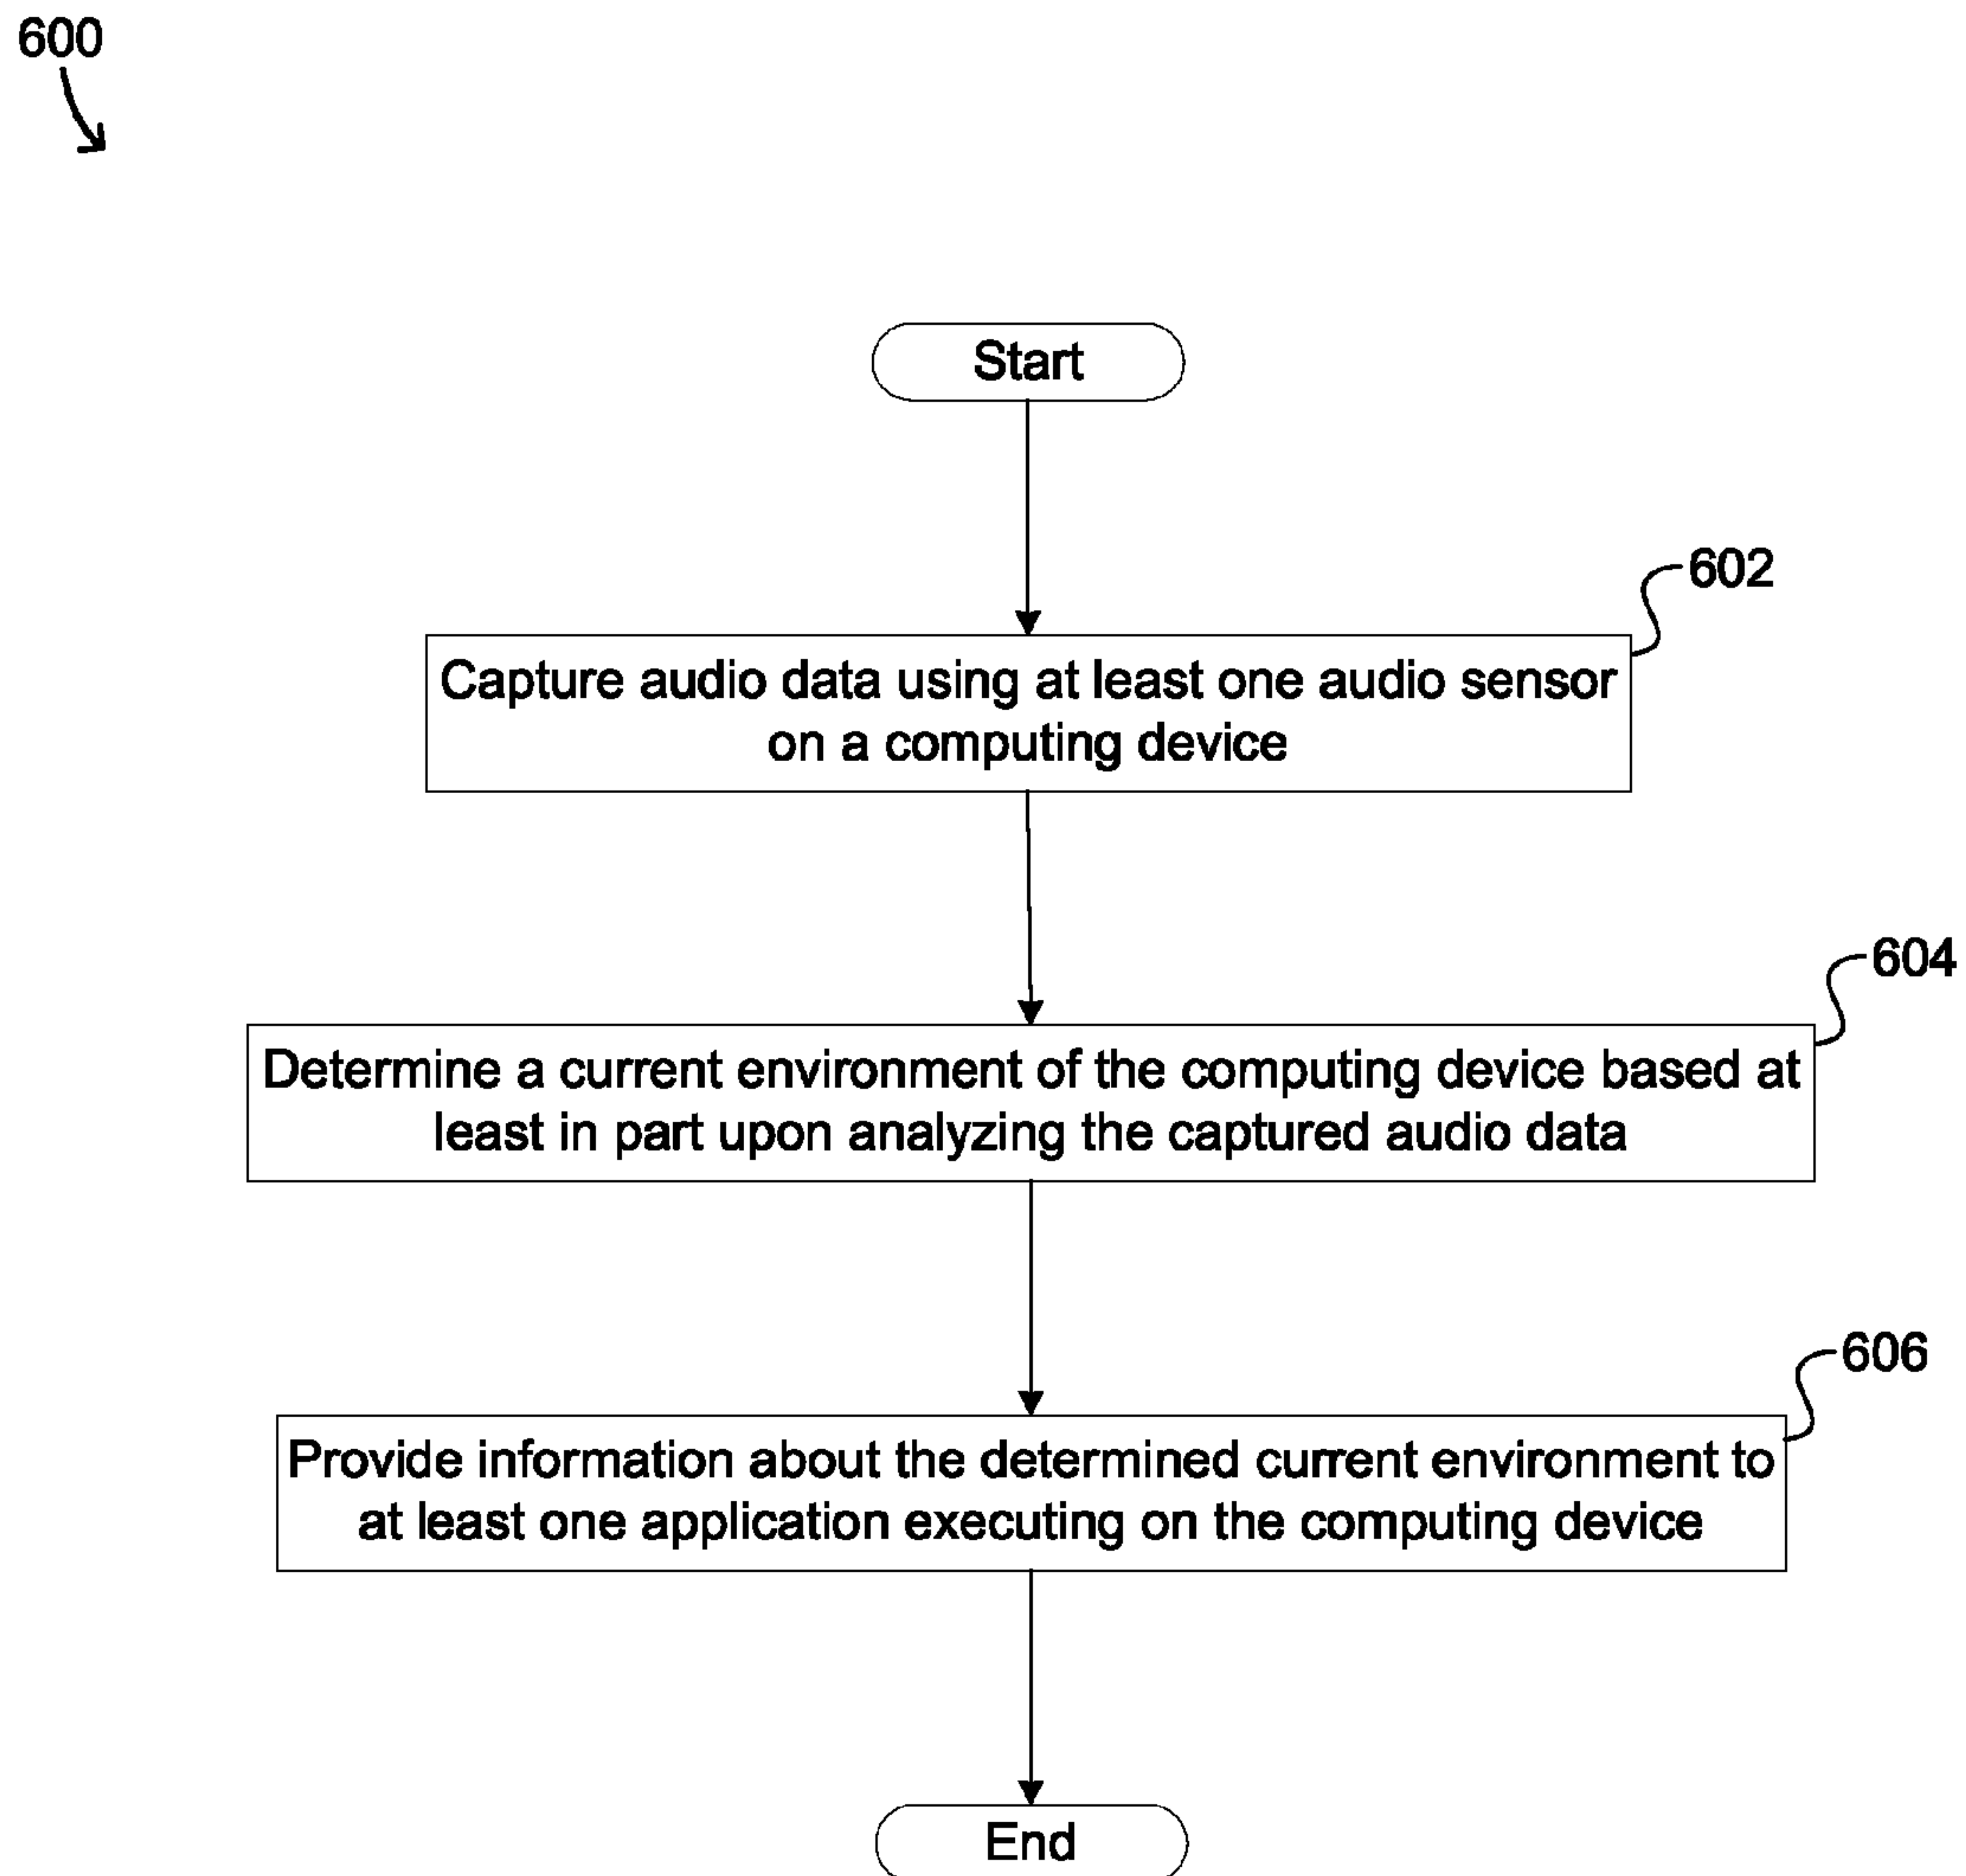 600
Start
602
Capture audio data using at least one audio sensor
on a computing device
604
Determine a current environment of the computing device based at
least in part upon analyzing the captured audio data
606
Provide information about the determined current environment to
at least one application executing on the computing device
End